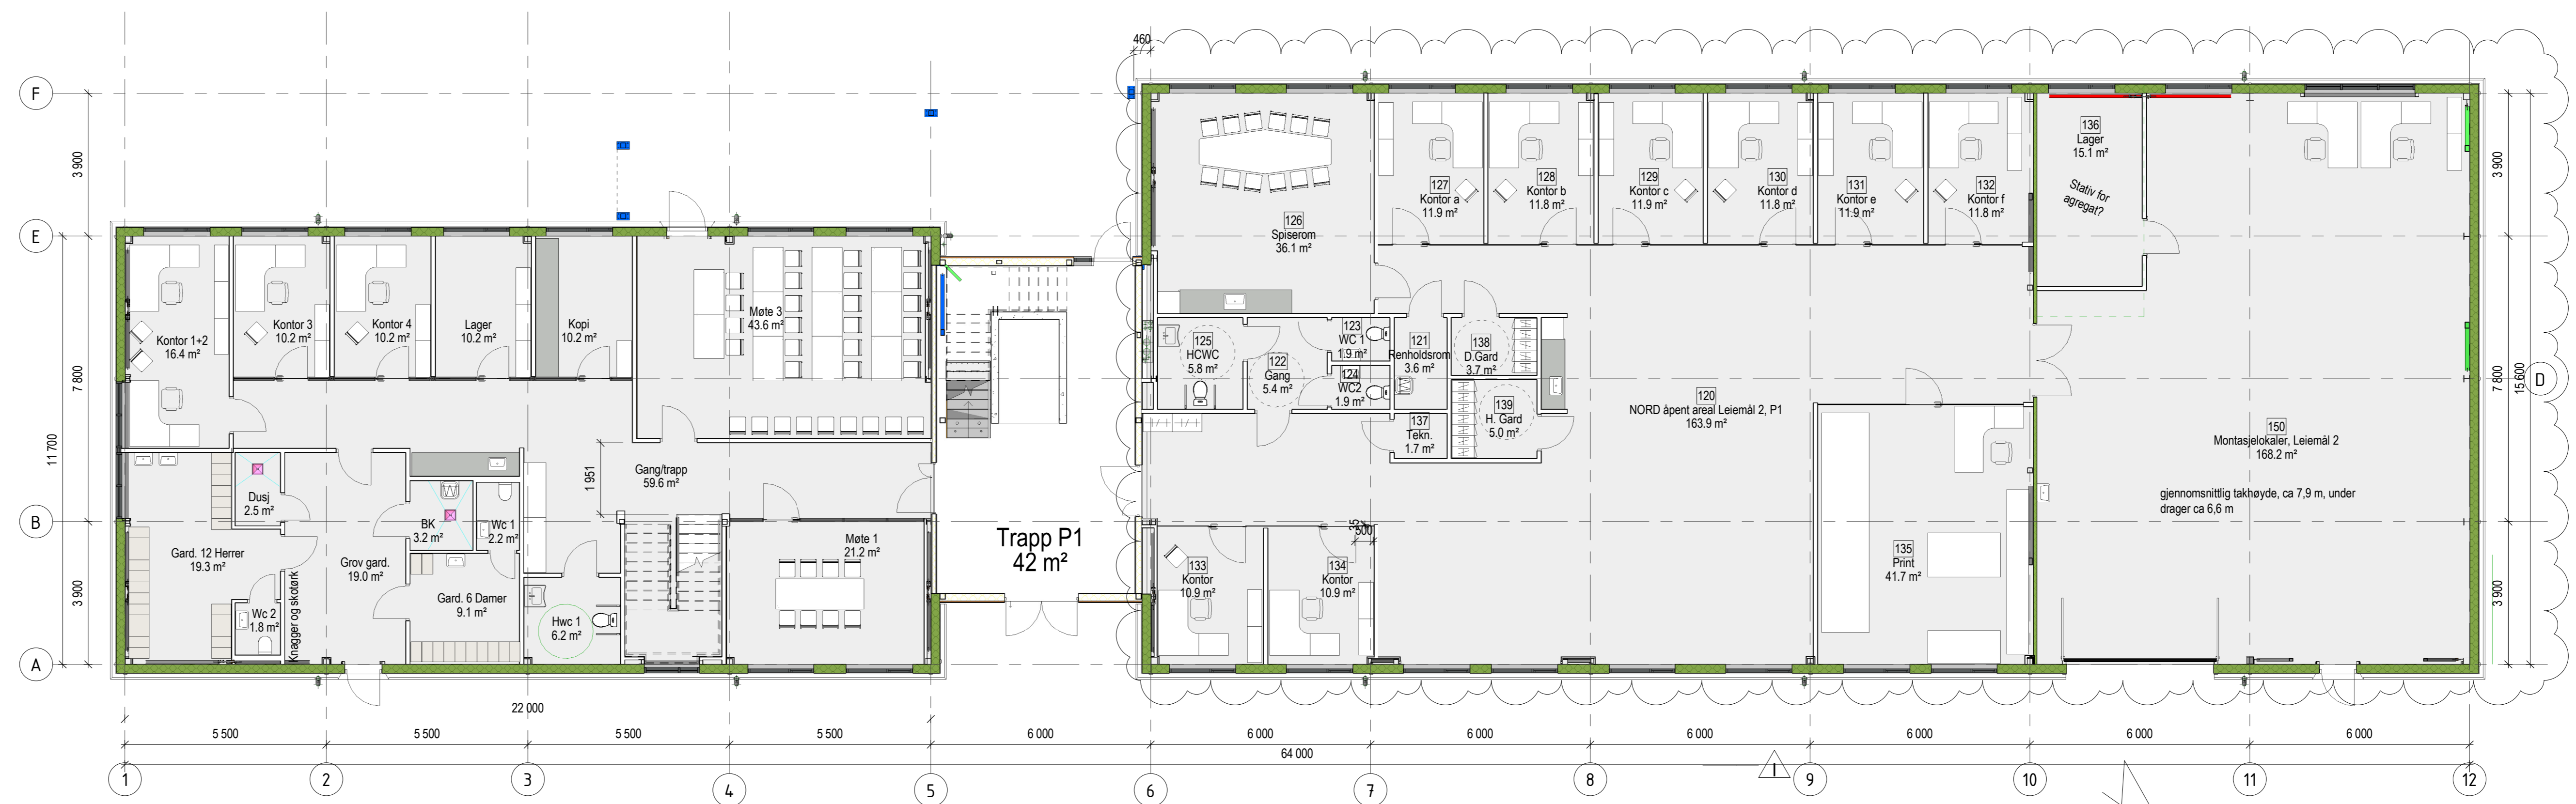 460
F
E
B
A
3 900
7 800
3 900
11 700
Kontor 1+2
16.4 m²
Kontor 3
10.2 m²
Kontor 4
10.2 m²
Lager
10.2 m²
Kopi
10.2 m²
Møte 3
43.6 m²
Gang/trapp
59.6 m²
1 951
Dusj
2.5 m²
Gard. 12 Herrer
19.3 m²
Wc 2
1.8 m²
Knagger og skotørk
Grov gard.
19.0 m²
BK
3.2 m²
Wc 1
2.2 m²
Gard. 6 Damer
9.1 m²
Hwc 1
6.2 m²
Møte 1
21.2 m²
Trapp P1
42 m²
126
Spiserom
36.1 m²
127
Kontor a
11.9 m²
128
Kontor b
11.8 m²
129
Kontor c
11.9 m²
130
Kontor d
11.8 m²
131
Kontor e
11.9 m²
132
Kontor f
11.8 m²
136
Lager
15.1 m²
Stativ for
agregat?
125
HCWC
5.8 m²
122
Gang
5.4 m²
123
WC 1
1.9 m²
124
WC2
1.9 m²
121
Renholdsrom
3.6 m²
138
D.Gard
3.7 m²
139
H. Gard
5.0 m²
137
Tekn.
1.7 m²
120
NORD åpent areal Leiemål 2, P1
163.9 m²
150
Montasjelokaler, Leiemål 2
168.2 m²
gjennomsnittlig takhøyde, ca 7,9 m, under
drager ca 6,6 m
133
Kontor
10.9 m²
134
Kontor
10.9 m²
35
500
135
Print
41.7 m²
3 900
7 800
3 900
15 600
D
22 000
5 500
5 500
5 500
5 500
6 000
6 000
6 000
6 000
6 000
6 000
6 000
64 000
1
1
2
3
4
5
6
7
8
9
10
11
12